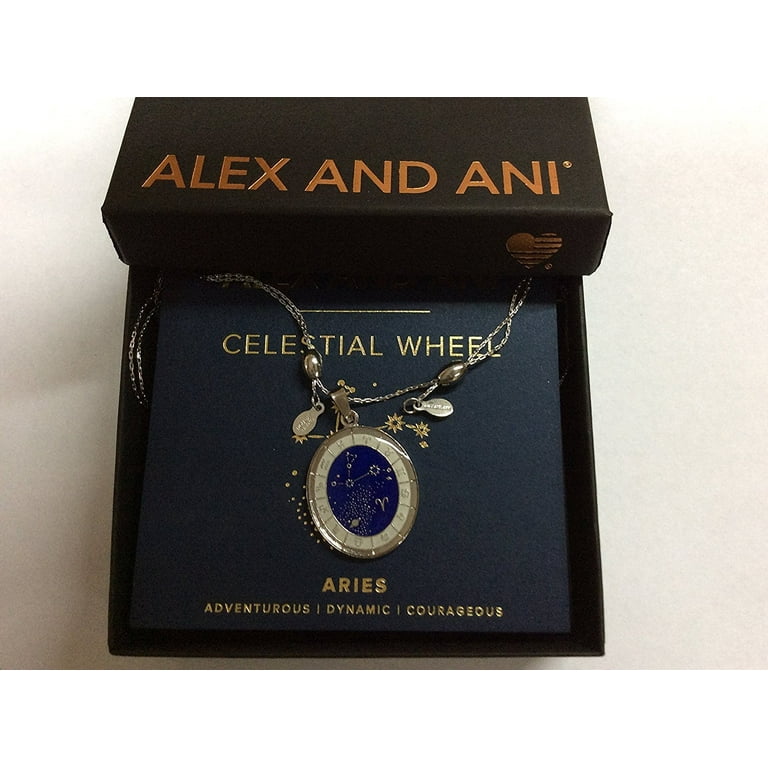 ALEX AND ANI®
CELESTIAL WHEEL
ARIES
ADVENTUROUS | DYNAMIC | COURAGEOUS